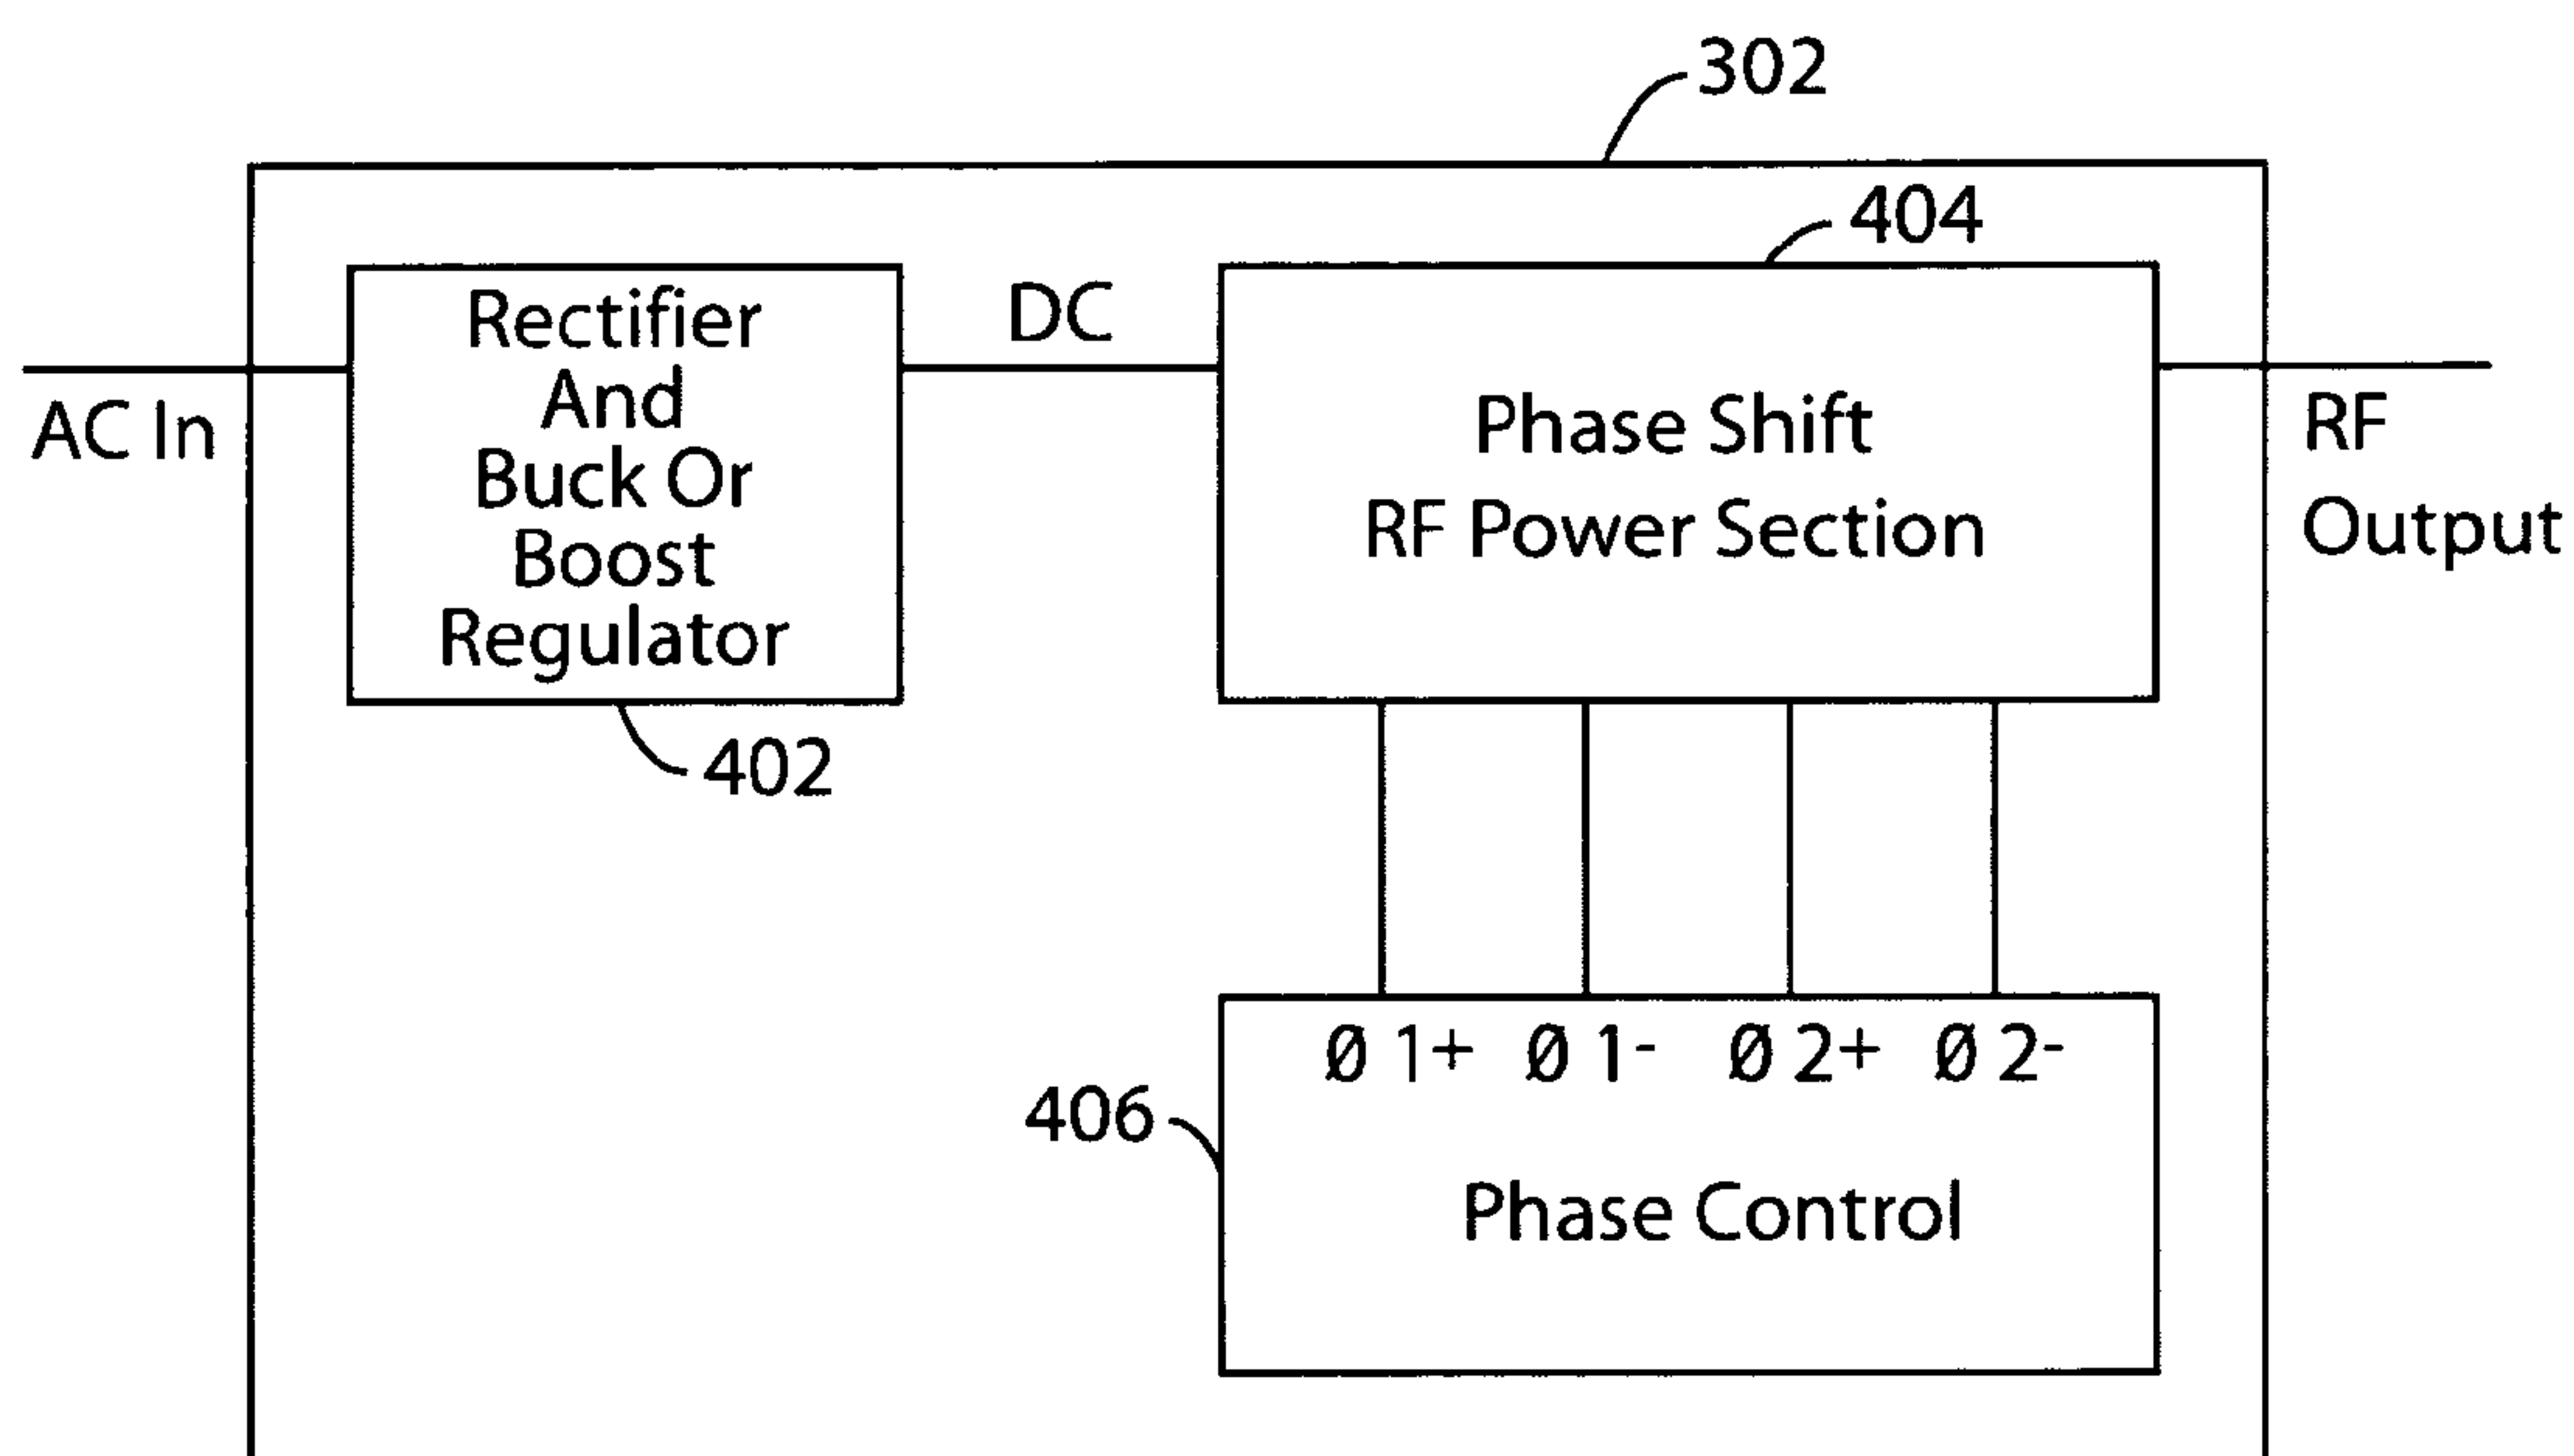 302
404
Rectifier
And
Buck Or
Boost
Regulator
DC
Phase Shift
RF Power Section
AC In
RF
Output
402
Ø 1+ Ø 1- Ø 2+ Ø 2-
406
Phase Control